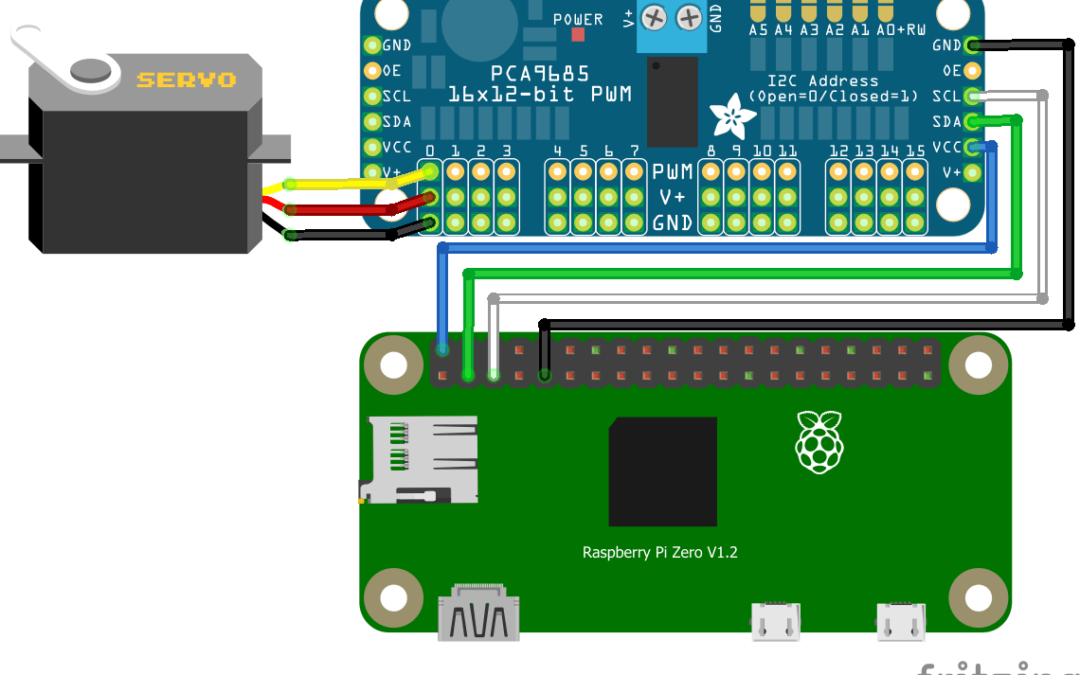 POWER
V+
GND
A5 A4 A3 A2 A1 A0+RW
SERVO
GND
OE
SCL
SDA
VCC
V+
PCA9685
16x12-bit PWM
I2C Address
(Open=0/Closed=1)
GND
OE
SCL
SDA
VCC
V+
0 1 2 3 4 5 6 7 8 9 10 11 12 13 14 15
PWM
V+
GND
Raspberry Pi Zero V1.2
fritzing